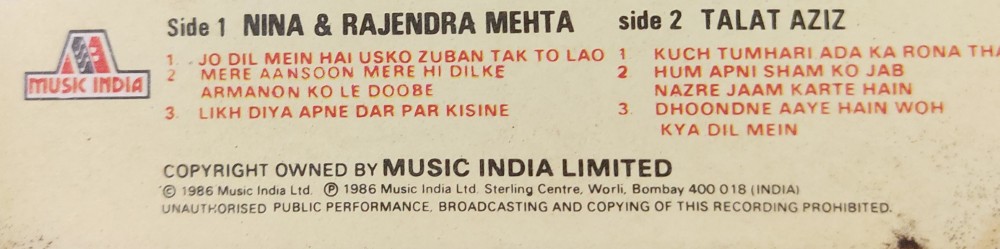 MUSIC INDIA
Side 1 NINA & RAJENDRA MEHTA
1. JO DIL MEIN HAI USKO ZUBAN TAK TO LAO
2 MERE AANSOON MERE HI DILKE
ARMANON KO LE DOOBE
3. LIKH DIYA APNE DAR PAR KISINE
side 2 TALAT AZIZ
1 KUCH TUMHARI ADA KA RONA THA
2 HUM APNI SHAM KO JAB
NAZRE JAAM KARTE HAIN
3. DHOONDNE AAYE HAIN WOH
KYA DIL MEIN
COPYRIGHT OWNED BY MUSIC INDIA LIMITED
© 1986 Music India Ltd. ℗ 1986 Music India Ltd. Sterling Centre, Worli, Bombay 400 018 (INDIA)
UNAUTHORISED PUBLIC PERFORMANCE, BROADCASTING AND COPYING OF THIS RECORDING PROHIBITED.